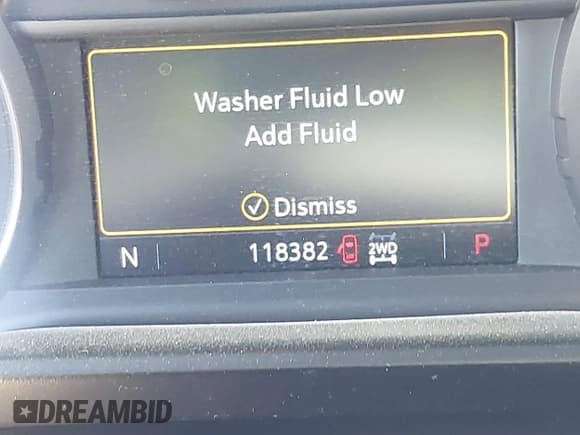 Washer Fluid Low
Add Fluid
Dismiss
N 118382 2WD P
DREAMBID